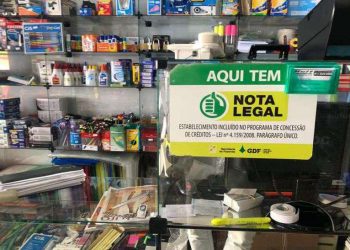 AQUI TEM
NOTA
LEGAL
ESTABELECIMENTO INCLUÍDO NO PROGRAMA DE CONCESSÃO
DE CRÉDITOS – LEI nº 4.159/2008. PARÁGRAFO ÚNICO.
GDF